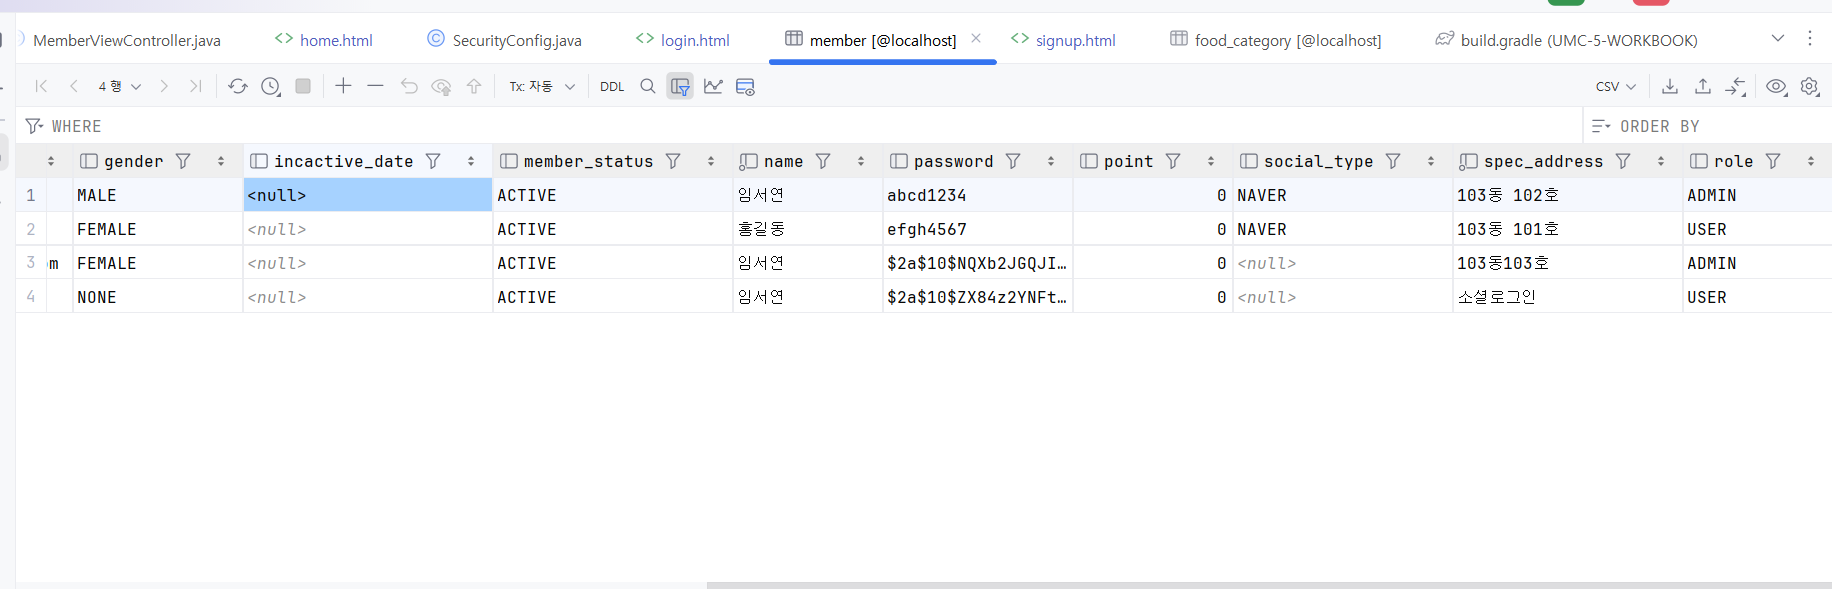 MemberViewController.java home.html SecurityConfig.java login.html member [@localhost] signup.html food_category [@localhost] build.gradle (UMC-5-WORKBOOK)
4 행 Tx: 자동 DDL CSV
WHERE ORDER BY
gender incactive_date member_status name password point social_type spec_address role
1 MALE <null> ACTIVE 임서연 abcd1234 0 NAVER 103동 102호 ADMIN
2 FEMALE <null> ACTIVE 홍길동 efgh4567 0 NAVER 103동 101호 USER
3 m FEMALE <null> ACTIVE 임서연 $2a$10$NQXb2JGQJI… 0 <null> 103동103호 ADMIN
4 NONE <null> ACTIVE 임서연 $2a$10$ZX84z2YNFt… 0 <null> 소셜로그인 USER